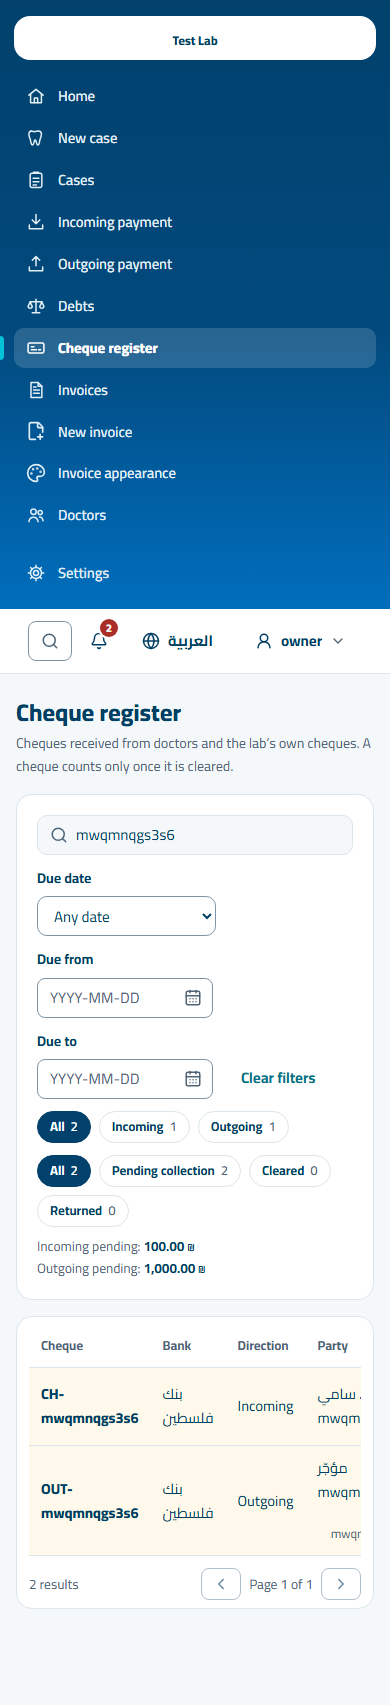 Test Lab
Home
New case
Cases
Incoming payment
Outgoing payment
Debts
Cheque register
Invoices
New invoice
Invoice appearance
Doctors
Settings
2
العربية
owner
Cheque register
Cheques received from doctors and the lab's own cheques. A
cheque counts only once it is cleared.
mwqmnqgs3s6
Due date
Any date
Due from
YYYY-MM-DD
Due to
YYYY-MM-DD
Clear filters
All 2
Incoming 1
Outgoing 1
All 2
Pending collection 2
Cleared 0
Returned 0
Incoming pending: 100.00 ₪
Outgoing pending: 1,000.00 ₪
Cheque Bank Direction Party
CH-
mwqmnqgs3s6
بنك
فلسطين
Incoming
سامي
mwqm
OUT-
mwqmnqgs3s6
بنك
فلسطين
Outgoing
مؤجّر
mwqm
mwqr
2 results
Page 1 of 1